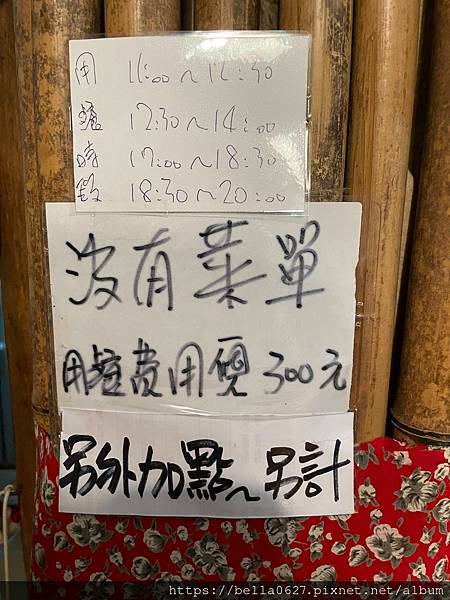 用 11:00~12:30
餐 12:30~14:00
時 17:00~18:30
段 18:30~20:00
沒有菜單
用餐費用價300元
另外加點~另計
https://bella0627.pixnet.net/album